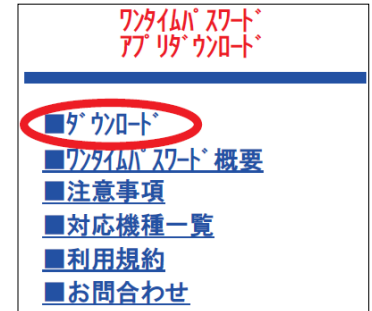 ﾜﾝﾀｲﾑﾊﾟｽﾜｰﾄﾞ
ｱﾌﾟﾘﾀﾞｳﾝﾛｰﾄﾞ
■ﾀﾞｳﾝﾛｰﾄﾞ
■ﾜﾝﾀｲﾑﾊﾟｽﾜｰﾄﾞ概要
■注意事項
■対応機種一覧
■利用規約
■お問合わせ